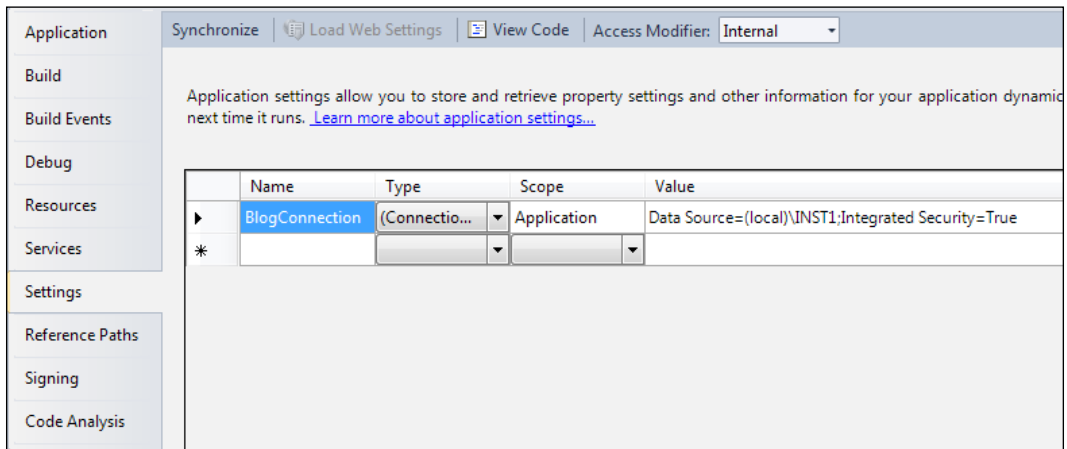 Application
Build
Build Events
Debug
Resources
Services
Settings
Reference Paths
Signing
Code Analysis
Synchronize Load Web Settings View Code Access Modifier: Internal
Application settings allow you to store and retrieve property settings and other information for your application dynamic
next time it runs. Learn more about application settings...
Name Type Scope Value
BlogConnection (Connectio... Application Data Source=(local)\INST1;Integrated Security=True